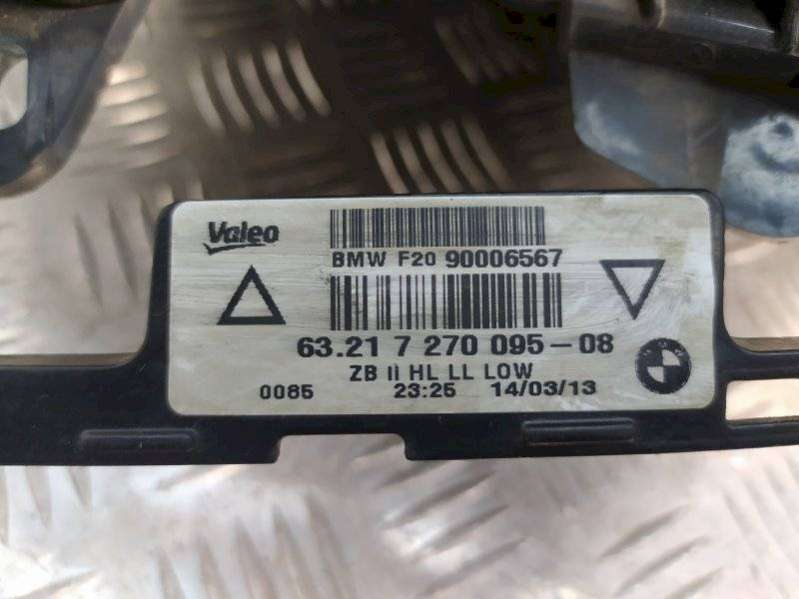 Valeo
BMW F20 90006567
63.21 7 270 095-08
ZB II HL LL LOW
0085 23:25 14/03/13